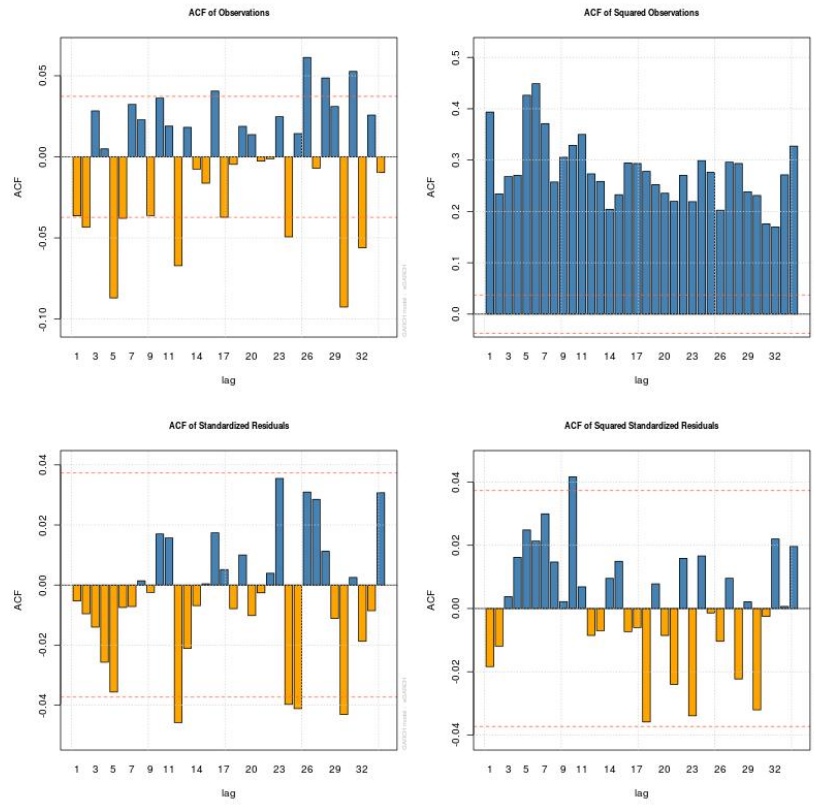 ACF of Observations
ACF
0.05
0.00
-0.05
-0.10
1 3 5 7 9 11 14 17 20 23 26 29 32
lag
GARCH model : eGARCH
ACF of Squared Observations
ACF
0.5
0.4
0.3
0.2
0.1
0.0
1 3 5 7 9 11 14 17 20 23 26 29 32
lag
ACF of Standardized Residuals
ACF
0.04
0.02
0.00
-0.02
-0.04
1 3 5 7 9 11 14 17 20 23 26 29 32
lag
GARCH model : eGARCH
ACF of Squared Standardized Residuals
ACF
0.04
0.02
0.00
-0.02
-0.04
1 3 5 7 9 11 14 17 20 23 26 29 32
lag